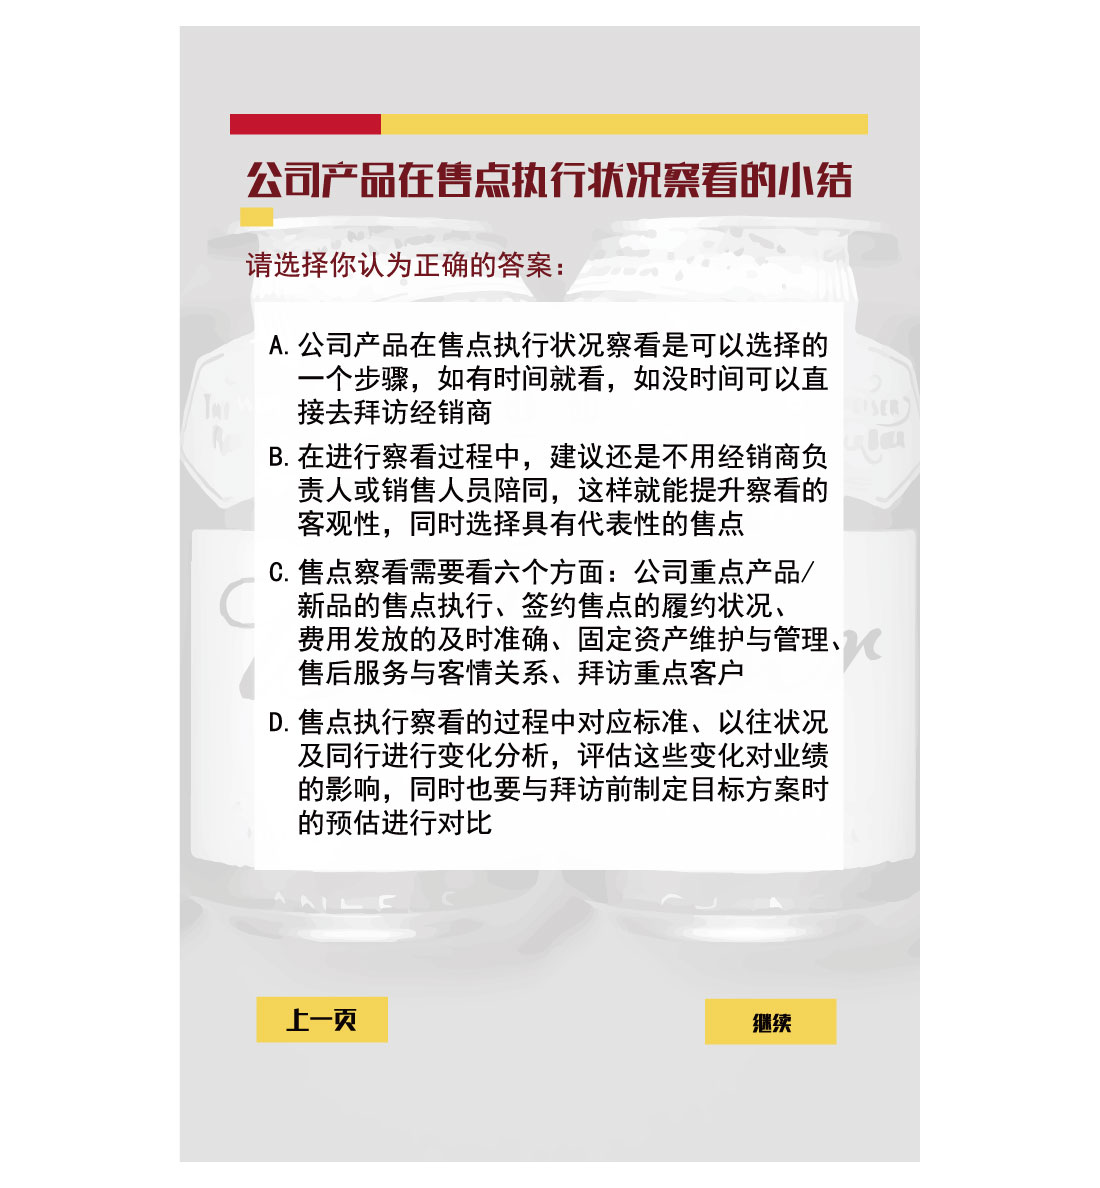 公司产品在售点执行状况察看的小结
请选择你认为正确的答案：
A. 公司产品在售点执行状况察看是可以选择的
一个步骤，如有时间就看，如没时间可以直
接去拜访经销商
B. 在进行察看过程中，建议还是不用经销商负
责人或销售人员陪同，这样就能提升察看的
客观性，同时选择具有代表性的售点
C. 售点察看需要看六个方面：公司重点产品/
新品的售点执行、签约售点的履约状况、
费用发放的及时准确、固定资产维护与管理、
售后服务与客情关系、拜访重点客户
D. 售点执行察看的过程中对应标准、以往状况
及同行进行变化分析，评估这些变化对业绩
的影响，同时也要与拜访前制定目标方案时
的预估进行对比
上一页
继续